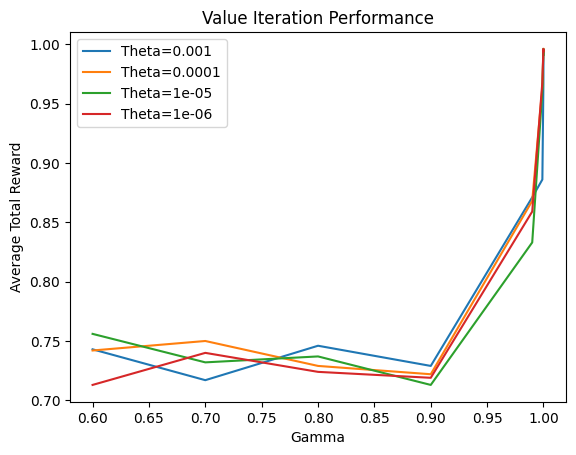 Value Iteration Performance
Theta=0.001
Theta=0.0001
Theta=1e-05
Theta=1e-06
Average Total Reward
1.00
0.95
0.90
0.85
0.80
0.75
0.70
0.60 0.65 0.70 0.75 0.80 0.85 0.90 0.95 1.00
Gamma